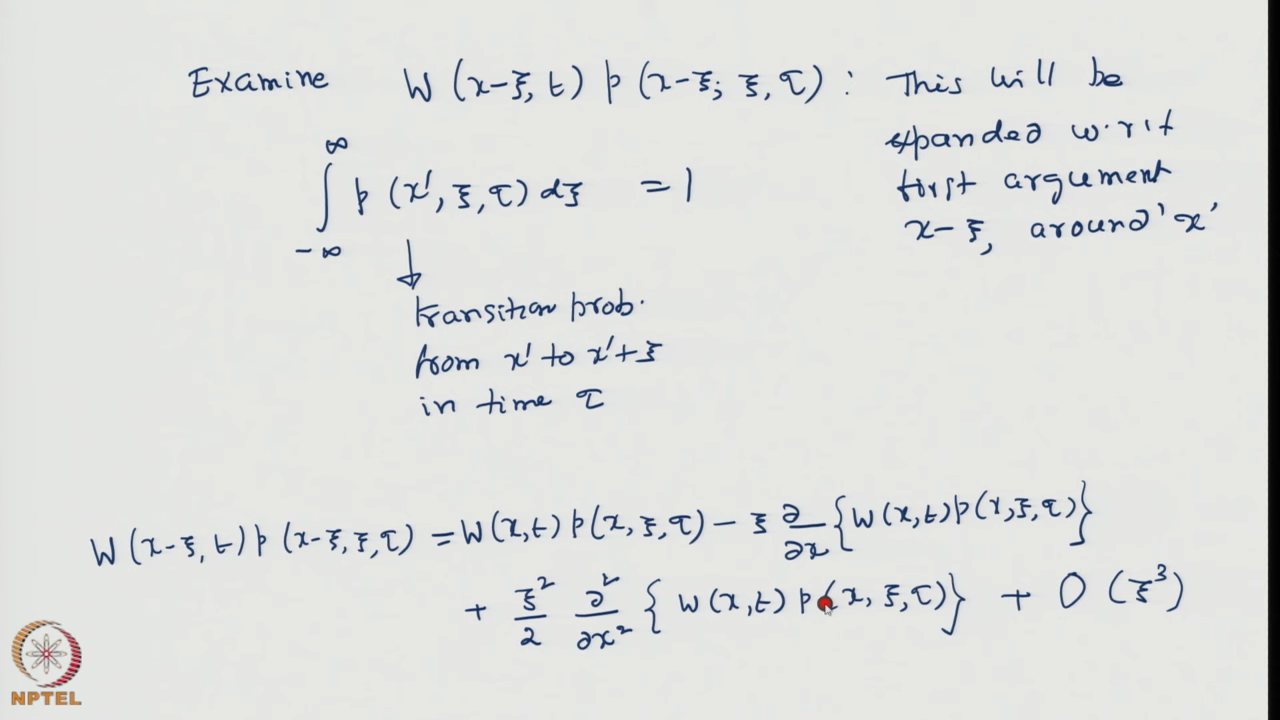 Examine W (x-ξ, t) p (x-ξ; ξ, τ) : This will be
expanded w.r.t
first argument
x-ξ, around 'x'
∫_{-∞}^{∞} p (x', ξ, τ) dξ = 1
↓
transition prob.
from x' to x'+ξ
in time τ
W (x-ξ, t) p (x-ξ, ξ, τ) = W(x,t) p(x, ξ, τ) - ξ ∂/∂x {W(x,t)p(x,ξ,τ)}
+ ξ²/2 ∂²/∂x² { W(x,t) p(x, ξ, τ)} + O (ξ³)
NPTEL